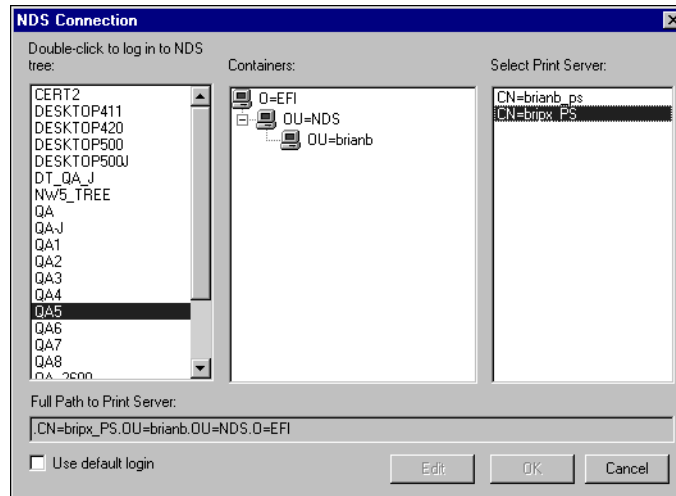 NDS Connection
Double-click to log in to NDS
tree:
Containers:
Select Print Server:
CERT2
DESKTOP411
DESKTOP420
DESKTOP500
DESKTOP500J
DT_QA_J
NW5_TREE
QA
QA-J
QA1
QA2
QA3
QA4
QA5
QA6
QA7
QA8
QA_2600
O=EFI
OU=NDS
OU=brianb
CN=brianb_ps
CN=bripx_PS
Full Path to Print Server:
.CN=bripx_PS.OU=brianb.OU=NDS.O=EFI
Use default login
Edit
OK
Cancel